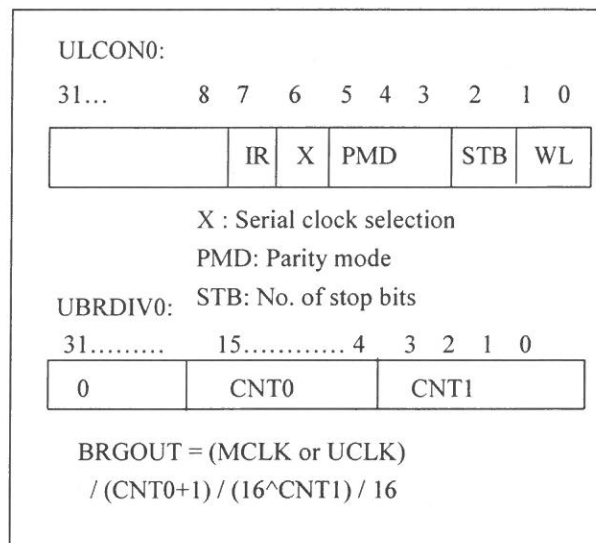 ULCON0:
31... 8 7 6 5 4 3 2 1 0
IR X PMD STB WL
X : Serial clock selection
PMD: Parity mode
STB: No. of stop bits
UBRDIV0:
31......... 15............ 4 3 2 1 0
0 CNT0 CNT1
BRGOUT = (MCLK or UCLK)
/ (CNT0+1) / (16^CNT1) / 16